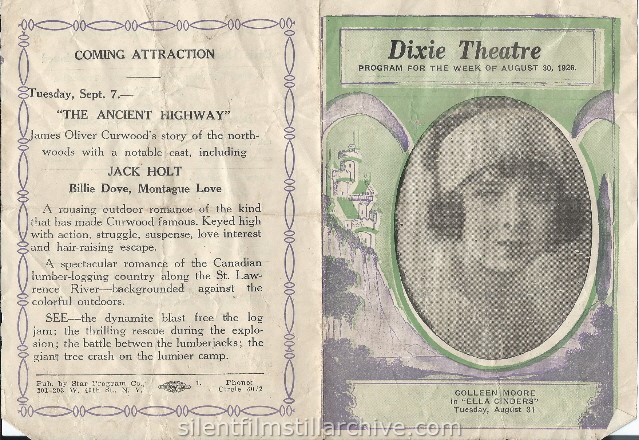 COMING ATTRACTION
Tuesday, Sept. 7.—
"THE ANCIENT HIGHWAY"
James Oliver Curwood's story of the north-
woods with a notable cast, including
JACK HOLT
Billie Dove, Montague Love
A rousing outdoor romance of the kind
that has made Curwood famous. Keyed high
with action, struggle, suspense, love interest
and hair-raising escape.
A spectacular romance of the Canadian
lumber-logging country along the St. Law-
rence River—backgrounded against the
colorful outdoors.
SEE—the dynamite blast free the log
jam; the thrilling rescue during the explo-
sion; the battle betwen the lumberjacks; the
giant tree crash on the lumber camp.
Pub. by Star Program Co.,
W. St., N. Y.
Phone:
Circle
Dixie Theatre
PROGRAM FOR THE WEEK OF AUGUST 30, 1926.
COLLEEN MOORE
in "ELLA CINDERS"
Tuesday, August 31
silentfilmstillarchive.com